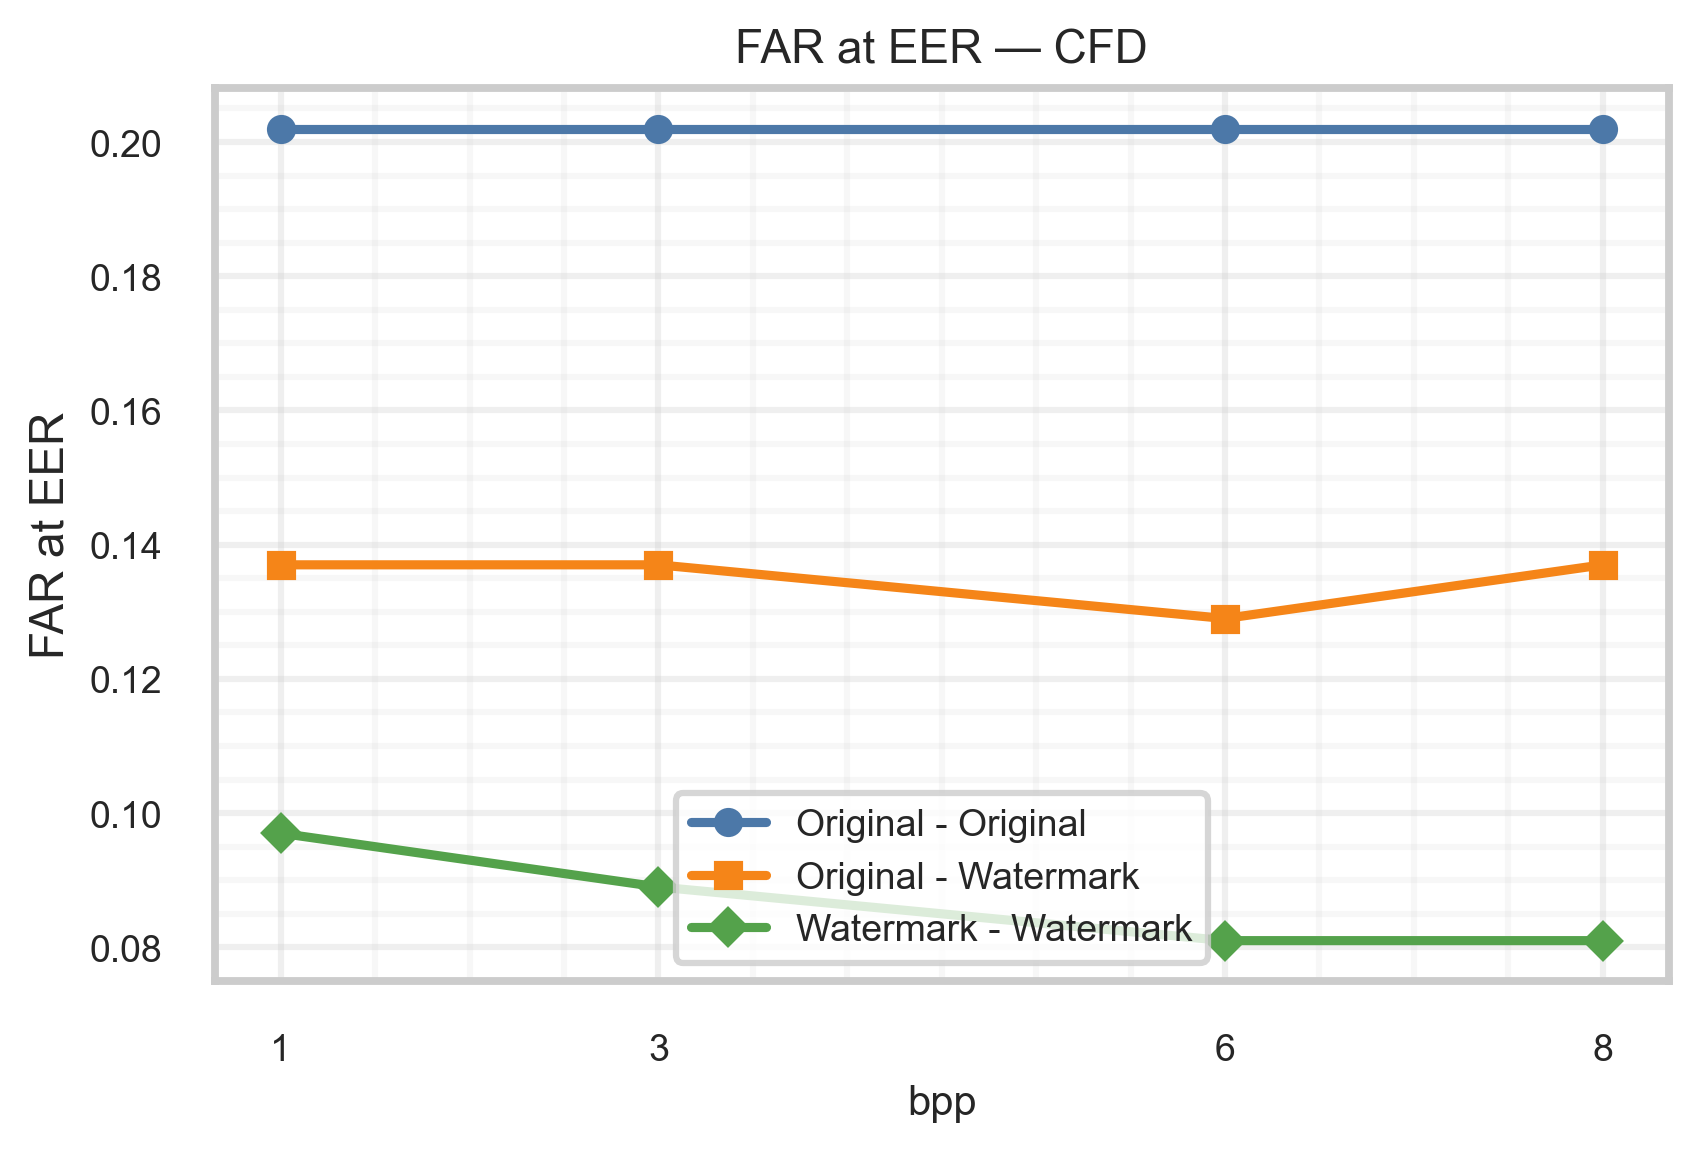 FAR at EER — CFD
FAR at EER
0.20
0.18
0.16
0.14
0.12
0.10
0.08
Original - Original
Original - Watermark
Watermark - Watermark
1 3 6 8
bpp